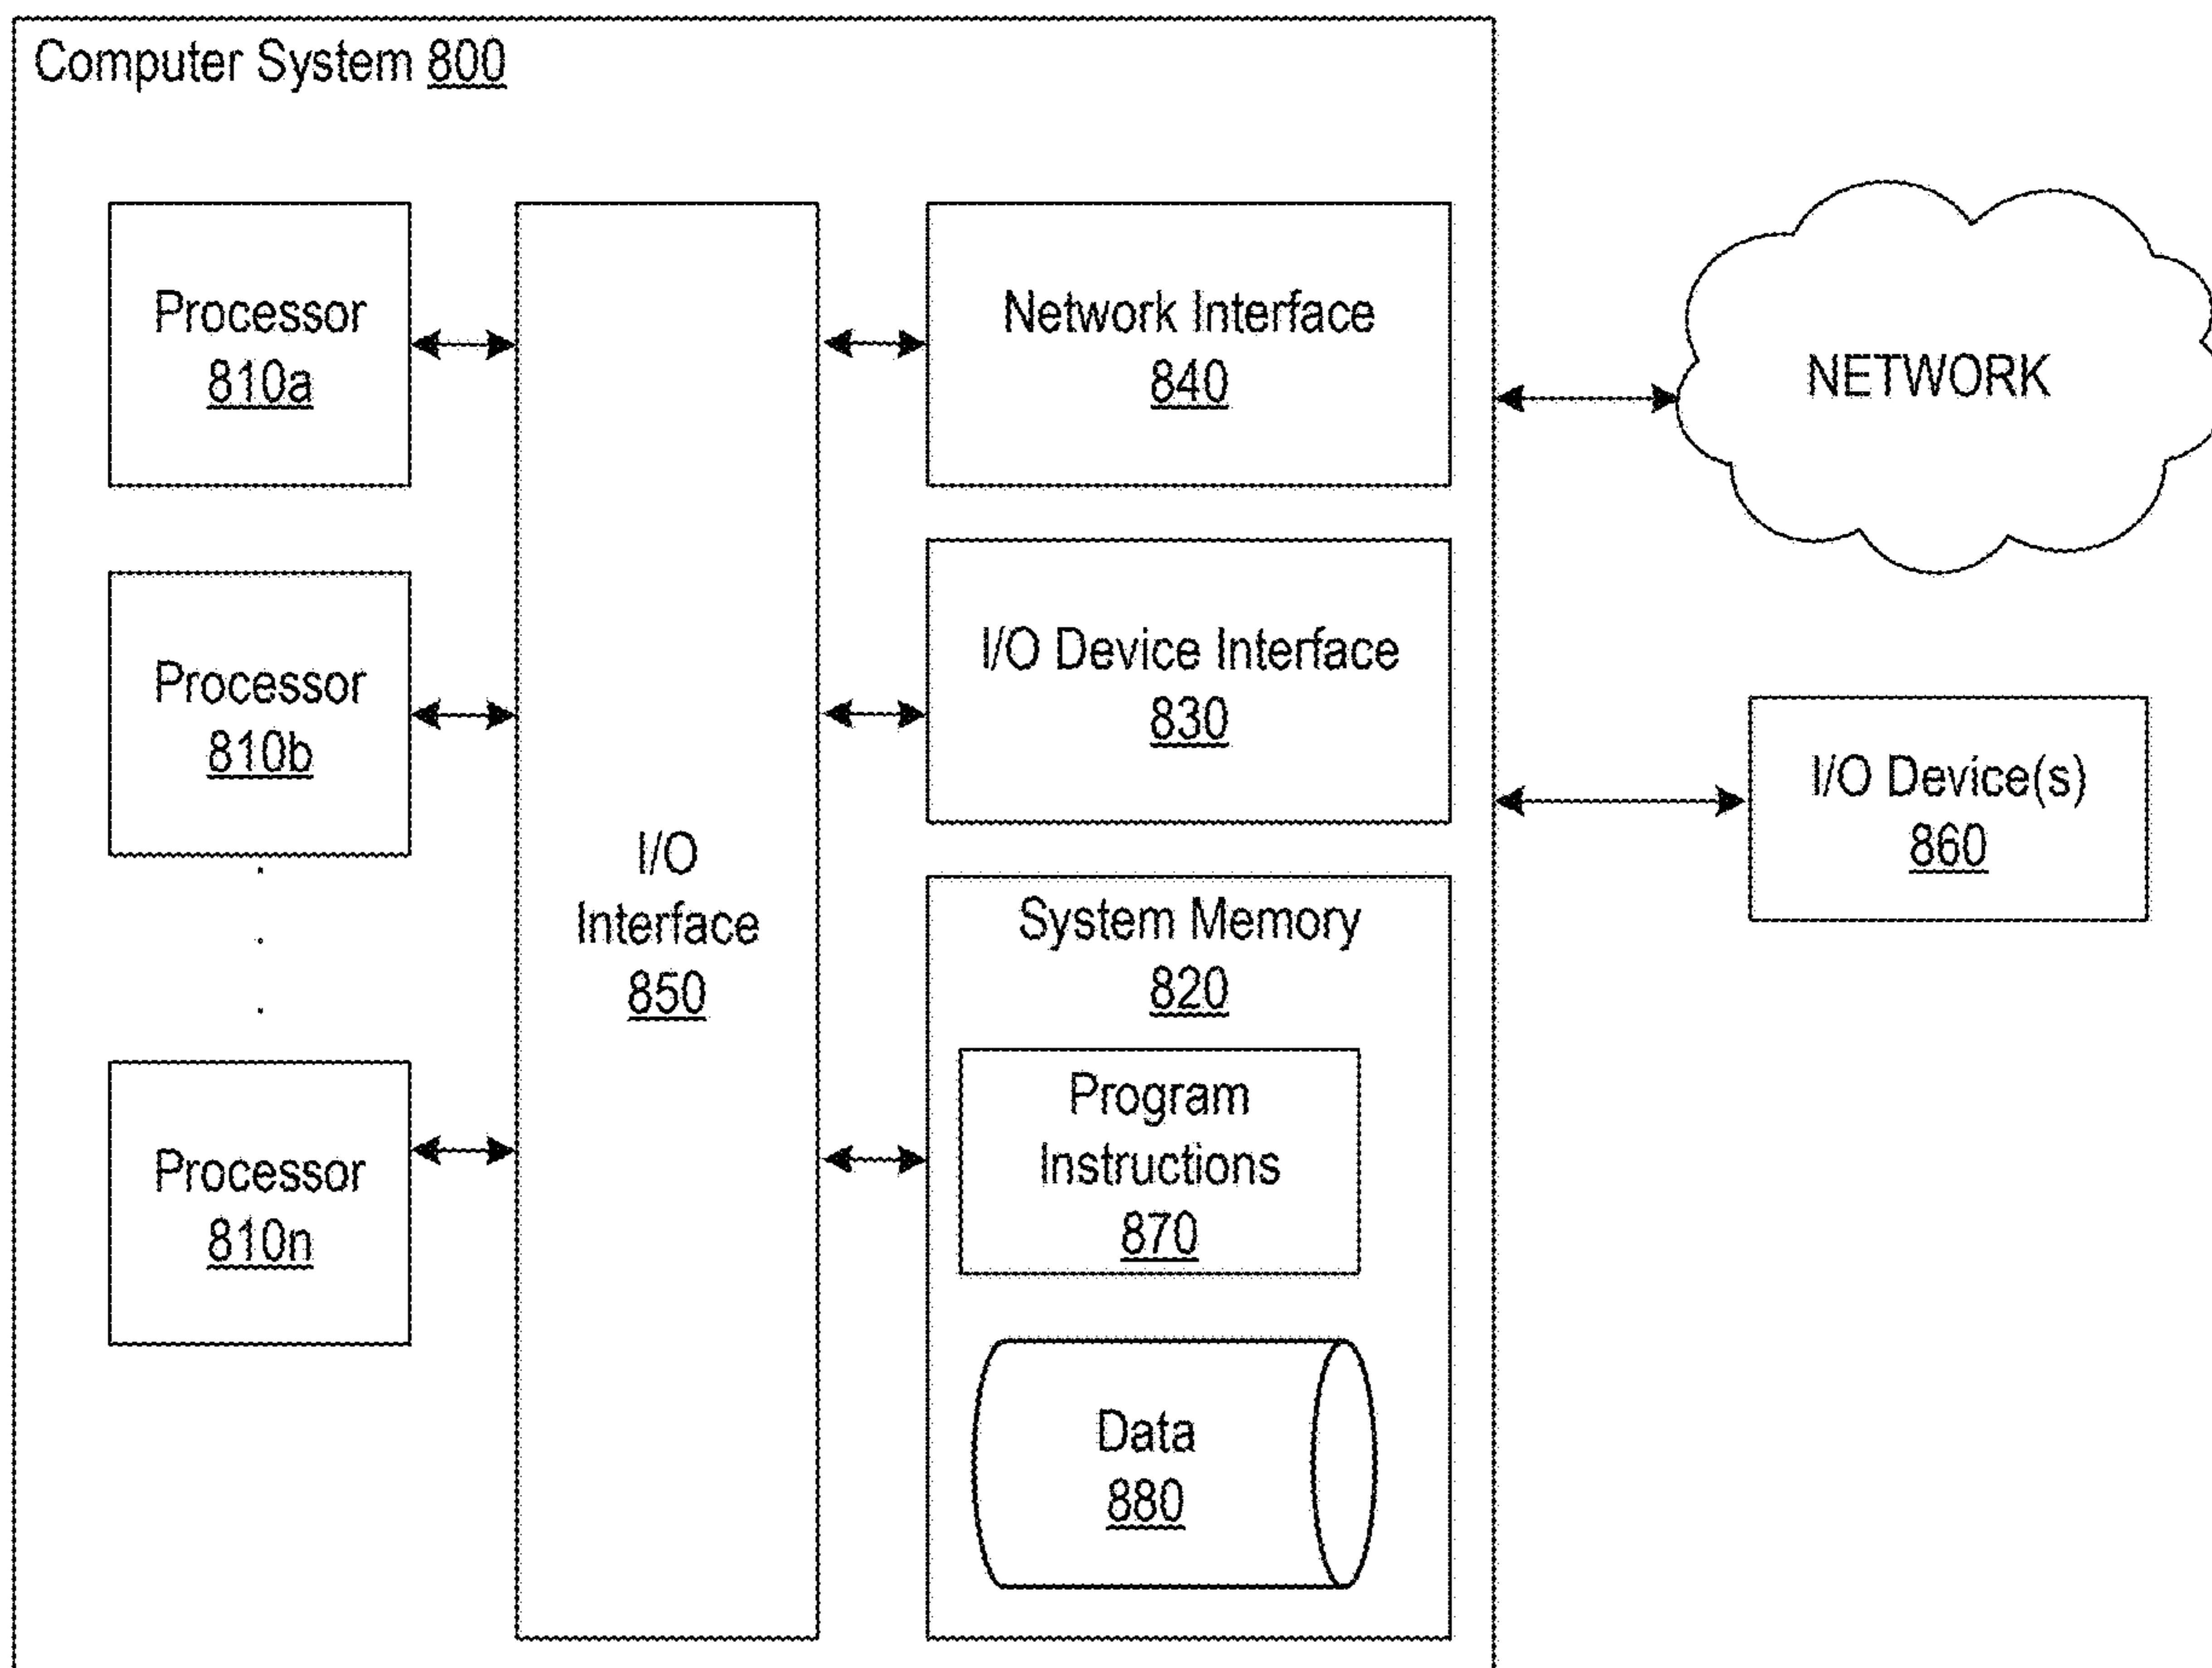 Computer System 800
Processor
810a
Processor
810b
Processor
810n
I/O
Interface
850
Network Interface
840
I/O Device Interface
830
System Memory
820
Program
Instructions
870
Data
880
NETWORK
I/O Device(s)
860